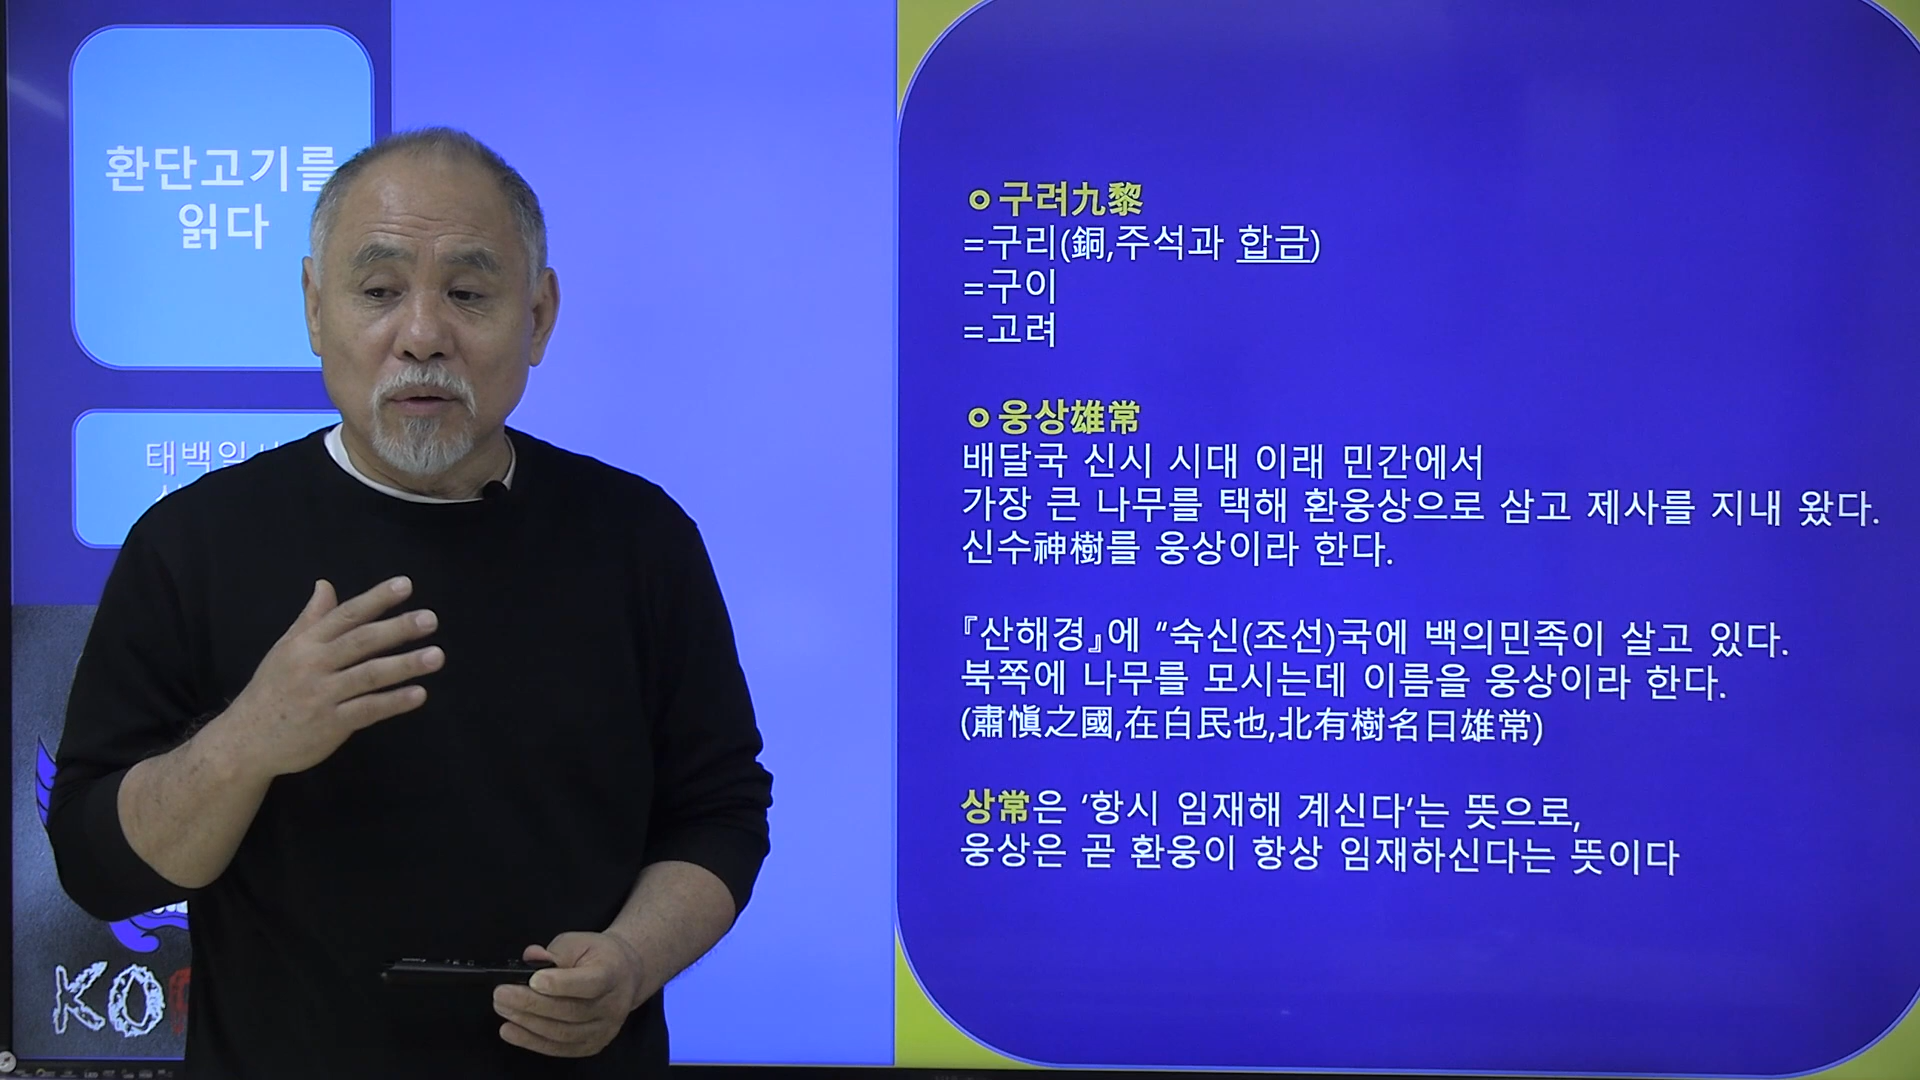 환단고기를
읽다
태백일사
KO
ㅇ구려九黎
=구리(銅,주석과 합금)
=구이
=고려
ㅇ웅상雄常
배달국 신시 시대 이래 민간에서
가장 큰 나무를 택해 환웅상으로 삼고 제사를 지내 왔다.
신수神樹를 웅상이라 한다.
『산해경』에 “숙신(조선)국에 백의민족이 살고 있다.
북쪽에 나무를 모시는데 이름을 웅상이라 한다.
(肅愼之國,在白民也,北有樹名曰雄常)
상常은 ‘항시 임재해 계신다’는 뜻으로,
웅상은 곧 환웅이 항상 임재하신다는 뜻이다